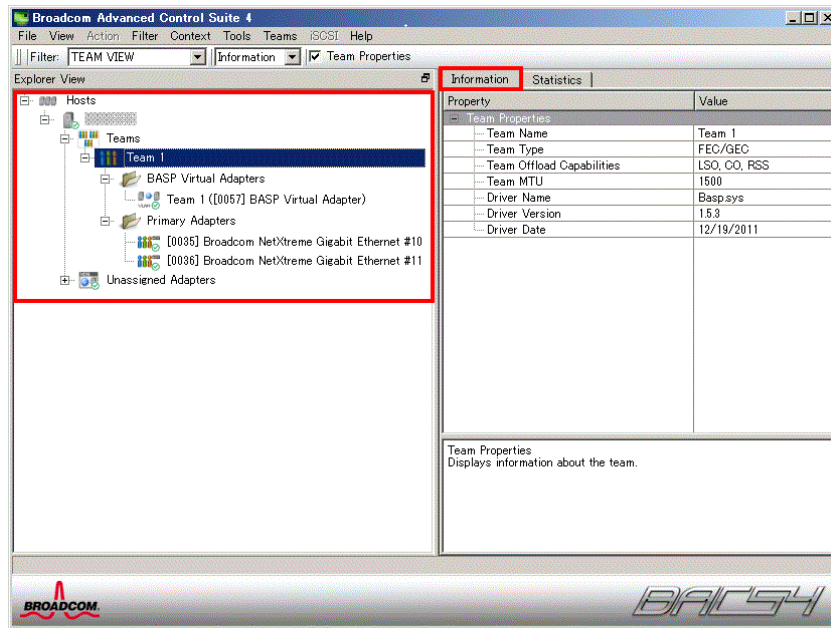 Broadcom Advanced Control Suite 4
File View Action Filter Context Tools Teams iSCSI Help
Filter: TEAM VIEW Information Team Properties
Explorer View
Hosts
Teams
Team 1
BASP Virtual Adapters
Team 1 ([0057] BASP Virtual Adapter)
Primary Adapters
[0035] Broadcom NetXtreme Gigabit Ethernet #10
[0036] Broadcom NetXtreme Gigabit Ethernet #11
Unassigned Adapters
Information Statistics
Property Value
Team Properties
Team Name Team 1
Team Type FEC/GEC
Team Offload Capabilities LSO, CO, RSS
Team MTU 1500
Driver Name Basp.sys
Driver Version 1.5.3
Driver Date 12/19/2011
Team Properties
Displays information about the team.
BROADCOM.
BACS4